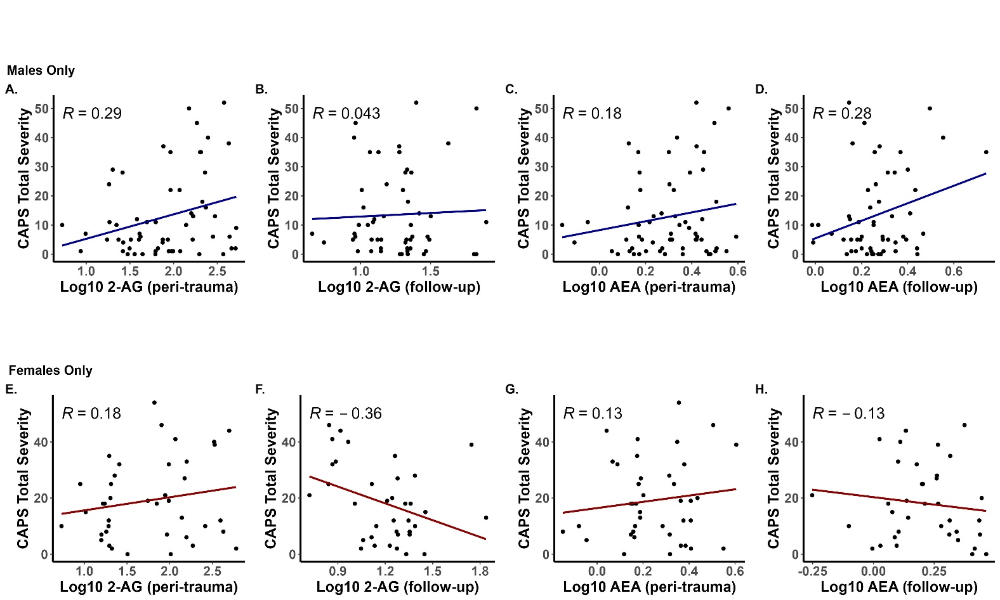 Males Only
A.
B.
C.
D.
CAPS Total Severity
50
40
30
20
10
0
R = 0.29
1.0 1.5 2.0 2.5
Log10 2-AG (peri-trauma)
CAPS Total Severity
50
40
30
20
10
0
R = 0.043
1.0 1.5
Log10 2-AG (follow-up)
CAPS Total Severity
50
40
30
20
10
0
R = 0.18
0.0 0.2 0.4 0.6
Log10 AEA (peri-trauma)
CAPS Total Severity
50
40
30
20
10
0
R = 0.28
0.0 0.2 0.4 0.6
Log10 AEA (follow-up)
Females Only
E.
F.
G.
H.
CAPS Total Severity
40
20
0
R = 0.18
1.0 1.5 2.0 2.5
Log10 2-AG (peri-trauma)
CAPS Total Severity
40
20
0
R = − 0.36
0.9 1.2 1.5 1.8
Log10 2-AG (follow-up)
CAPS Total Severity
40
20
0
R = 0.13
0.0 0.2 0.4 0.6
Log10 AEA (peri-trauma)
CAPS Total Severity
40
20
0
R = − 0.13
-0.25 0.00 0.25
Log10 AEA (follow-up)